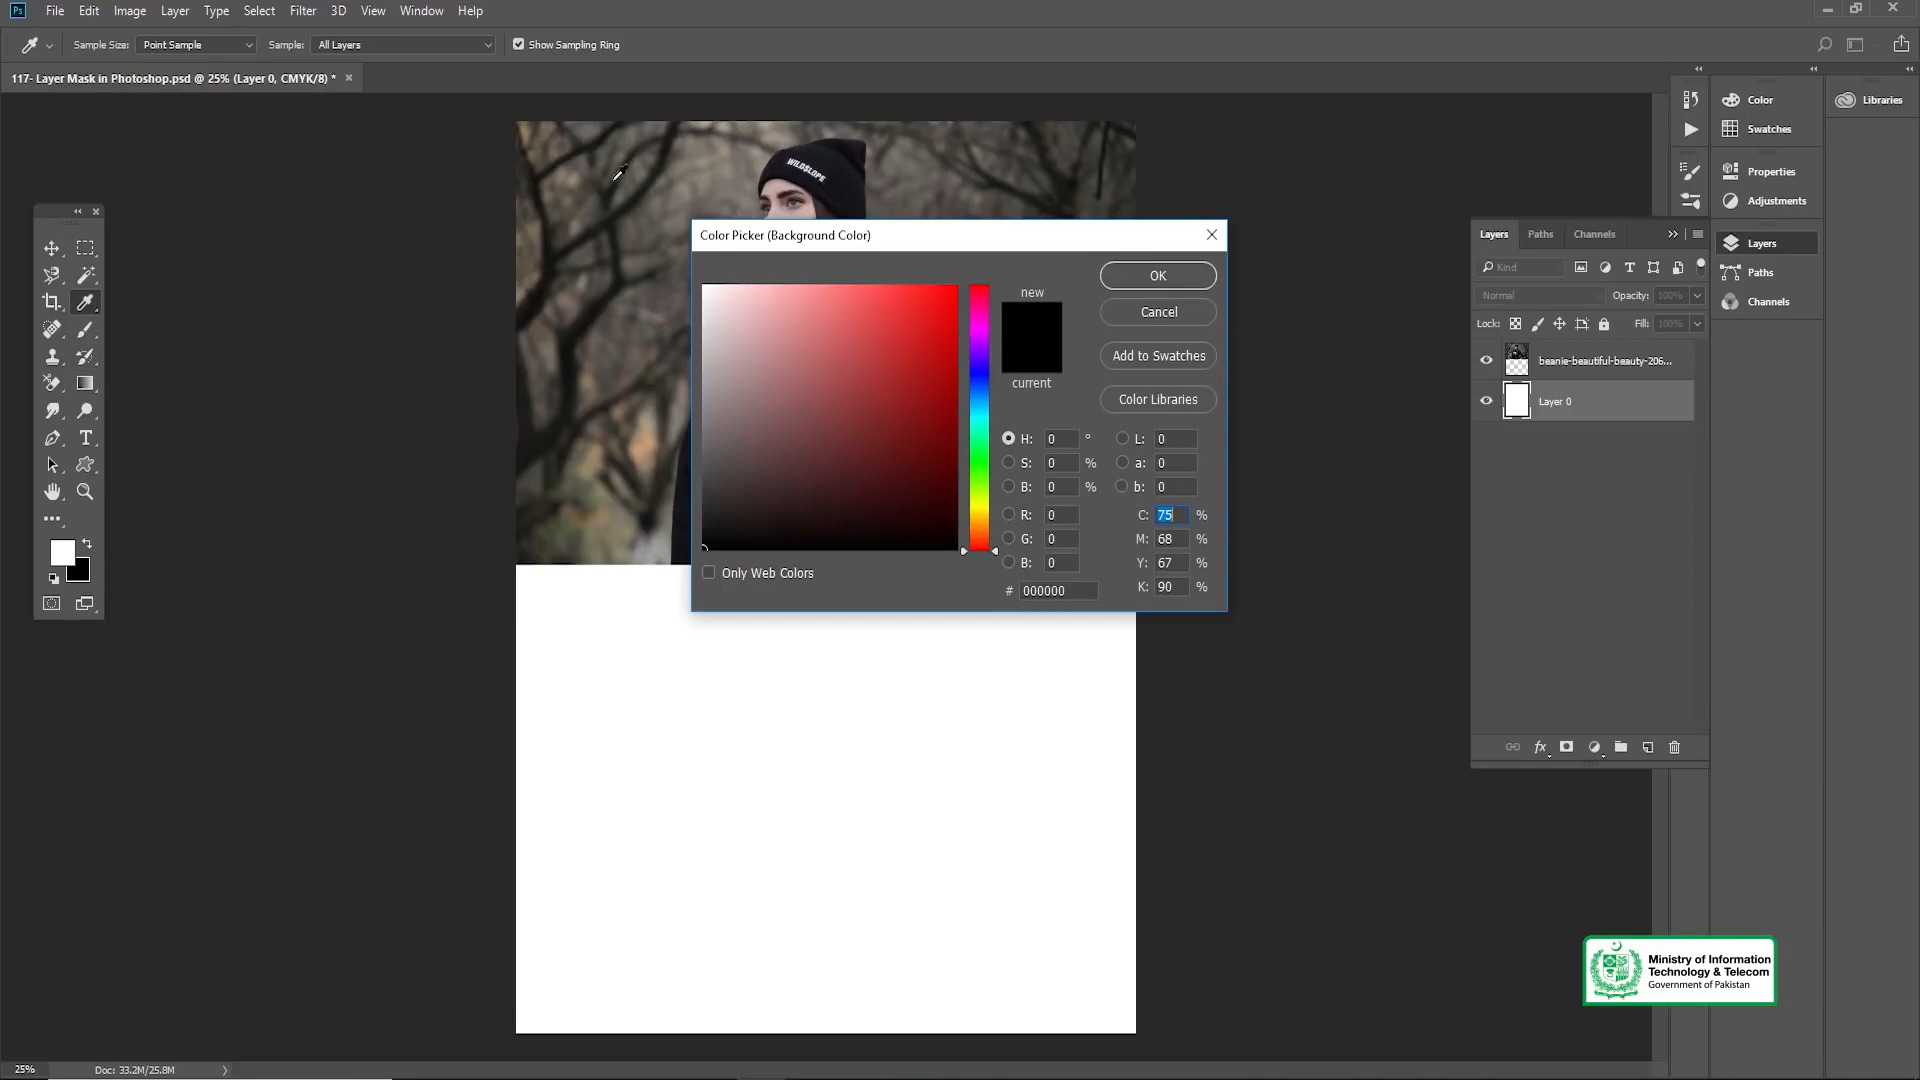 Ps File Edit Image Layer Type Select Filter 3D View Window Help
Sample Size: Point Sample Sample: All Layers Show Sampling Ring
117- Layer Mask in Photoshop.psd @ 25% (Layer 0, CMYK/8) *
Color
Swatches
Libraries
Properties
Adjustments
Layers
Paths
Channels
WILDSLOPE
Color Picker (Background Color)
new
current
OK
Cancel
Add to Swatches
Color Libraries
H: 0 °
S: 0 %
B: 0 %
R: 0
G: 0
B: 0
# 000000
L: 0
a: 0
b: 0
C: 75 %
M: 68 %
Y: 67 %
K: 90 %
Only Web Colors
Layers Paths Channels
Kind
Normal Opacity: 100%
Lock: Fill: 100%
beanie-beautiful-beauty-206...
Layer 0
fx
Ministry of Information
Technology & Telecom
Government of Pakistan
25% Doc: 33.2M/25.8M